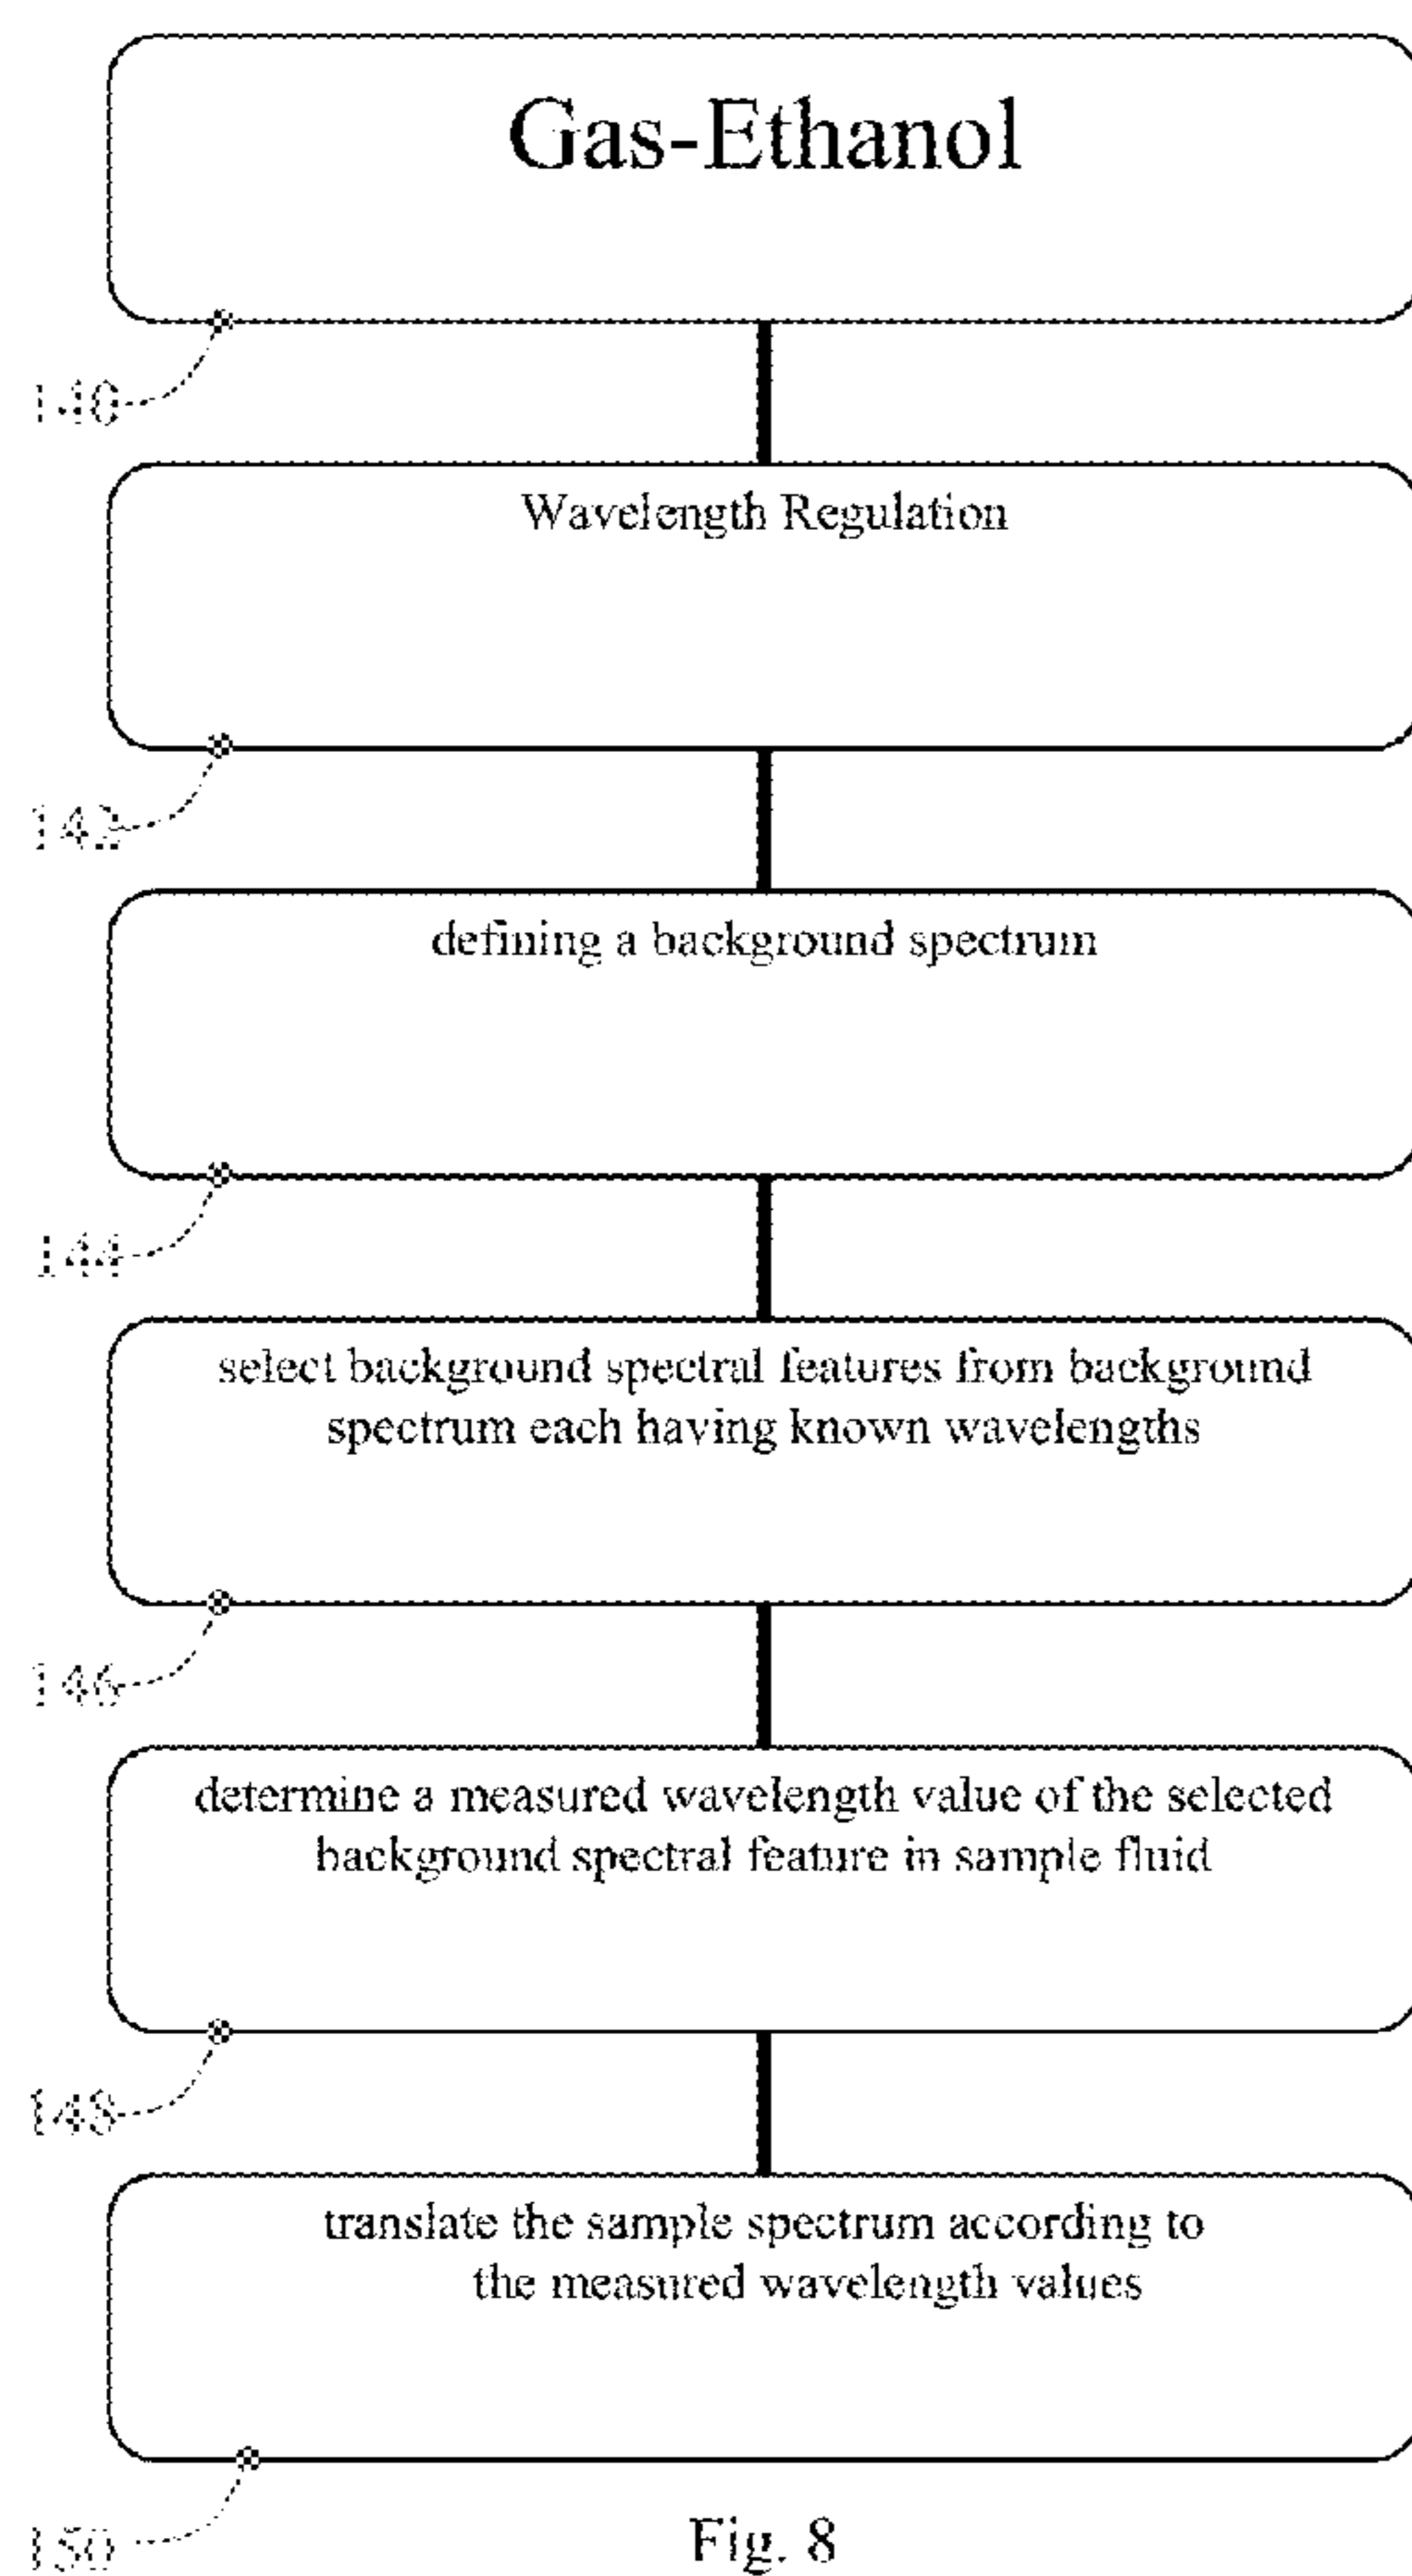 Gas-Ethanol
140
Wavelength Regulation
142
defining a background spectrum
144
select background spectral features from background
spectrum each having known wavelengths
146
determine a measured wavelength value of the selected
background spectral feature in sample fluid
148
translate the sample spectrum according to
the measured wavelength values
150
Fig. 8